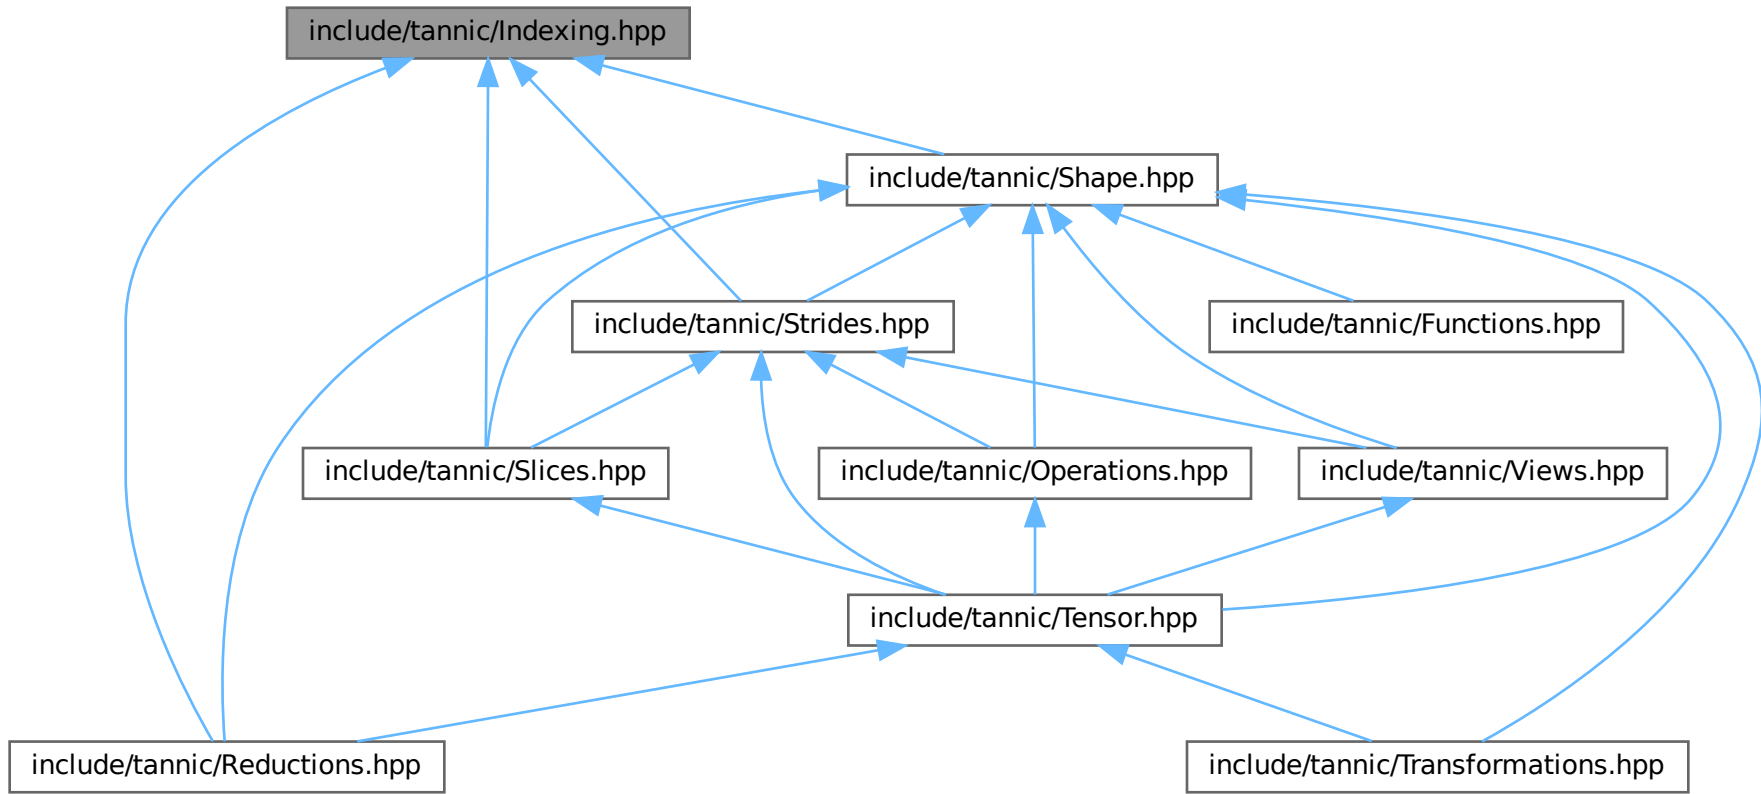 include/tannic/Indexing.hpp
include/tannic/Shape.hpp
include/tannic/Strides.hpp
include/tannic/Functions.hpp
include/tannic/Slices.hpp
include/tannic/Operations.hpp
include/tannic/Views.hpp
include/tannic/Tensor.hpp
include/tannic/Reductions.hpp
include/tannic/Transformations.hpp